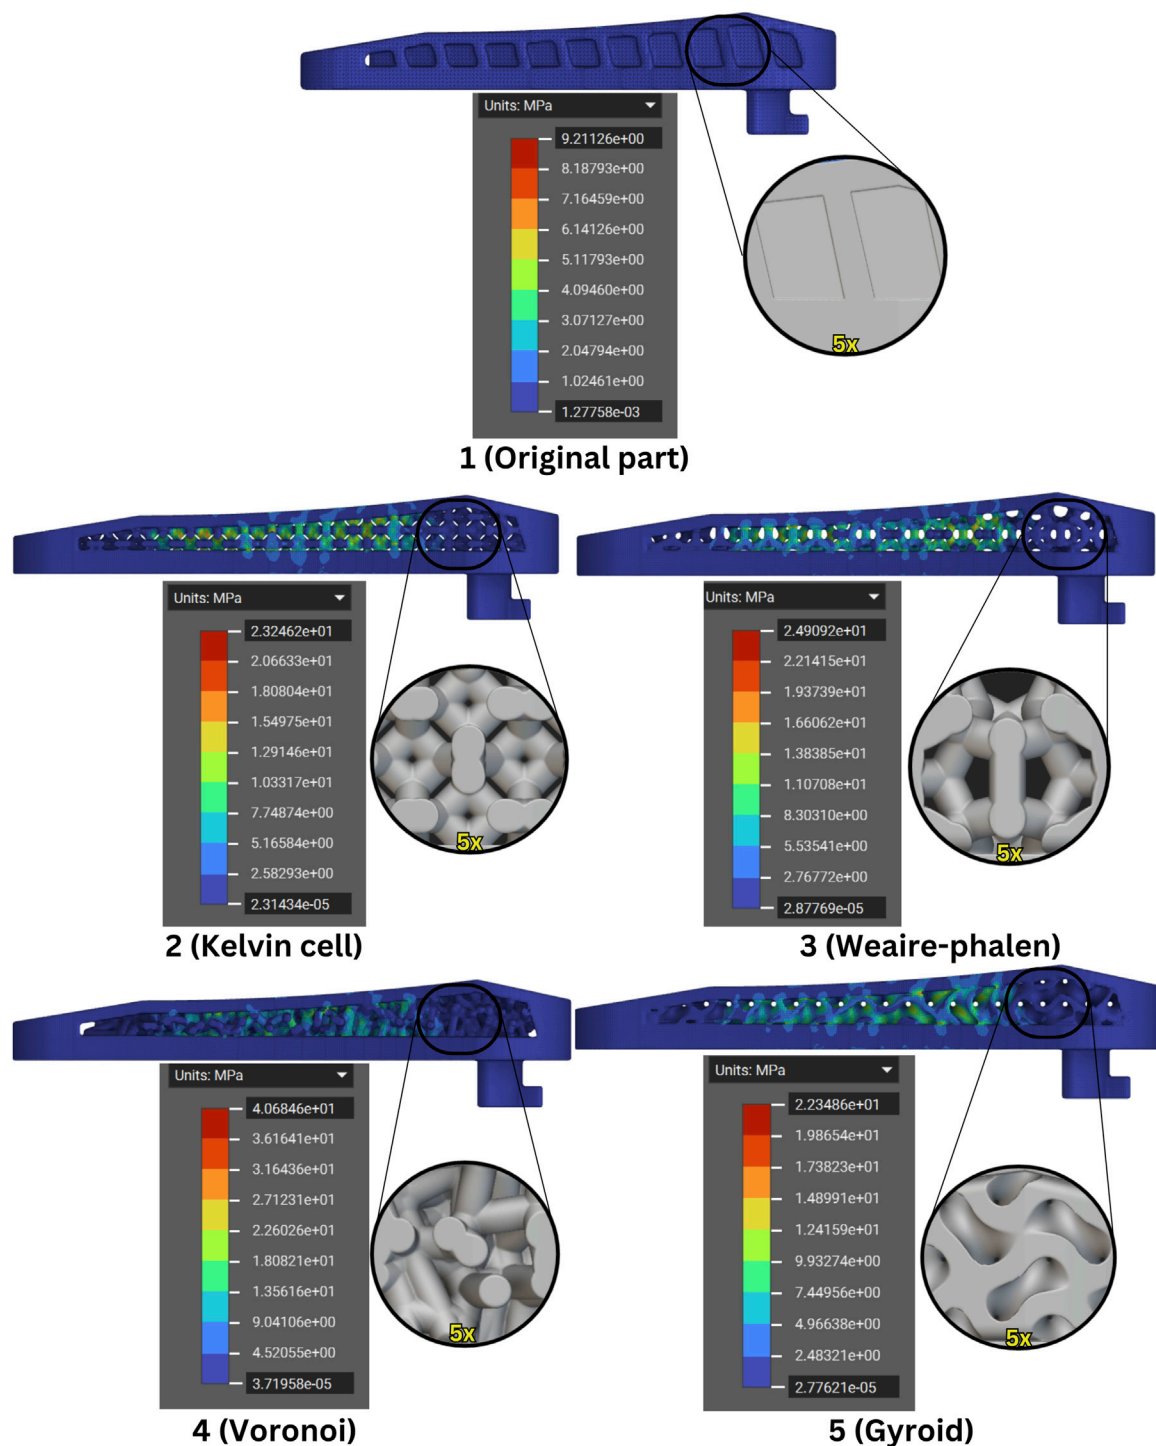 Units: MPa
9.21126e+00
8.18793e+00
7.16459e+00
6.14126e+00
5.11793e+00
4.09460e+00
3.07127e+00
2.04794e+00
1.02461e+00
1.27758e-03
5x
1 (Original part)
Units: MPa
2.32462e+01
2.06633e+01
1.80804e+01
1.54975e+01
1.29146e+01
1.03317e+01
7.74874e+00
5.16584e+00
2.58293e+00
2.31434e-05
5x
2 (Kelvin cell)
Units: MPa
2.49092e+01
2.21415e+01
1.93739e+01
1.66062e+01
1.38385e+01
1.10708e+01
8.30310e+00
5.53541e+00
2.76772e+00
2.87769e-05
5x
3 (Weaire-phalen)
Units: MPa
4.06846e+01
3.61641e+01
3.16436e+01
2.71231e+01
2.26026e+01
1.80821e+01
1.35616e+01
9.04106e+00
4.52055e+00
3.71958e-05
5x
4 (Voronoi)
Units: MPa
2.23486e+01
1.98654e+01
1.73823e+01
1.48991e+01
1.24159e+01
9.93274e+00
7.44956e+00
4.96638e+00
2.48321e+00
2.77621e-05
5x
5 (Gyroid)